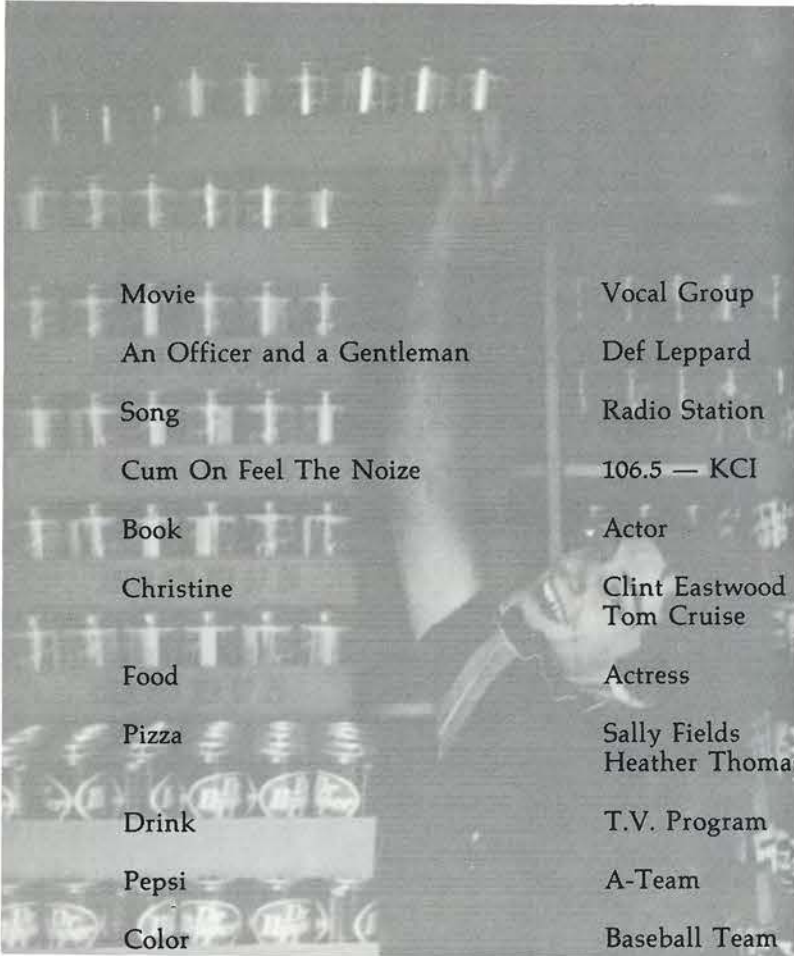 Movie
An Officer and a Gentleman
Song
Cum On Feel The Noize
Book
Christine
Food
Pizza
Drink
Pepsi
Color
Vocal Group
Def Leppard
Radio Station
106.5 — KCI
Actor
Clint Eastwood
Tom Cruise
Actress
Sally Fields
Heather Thoma
T.V. Program
A-Team
Baseball Team